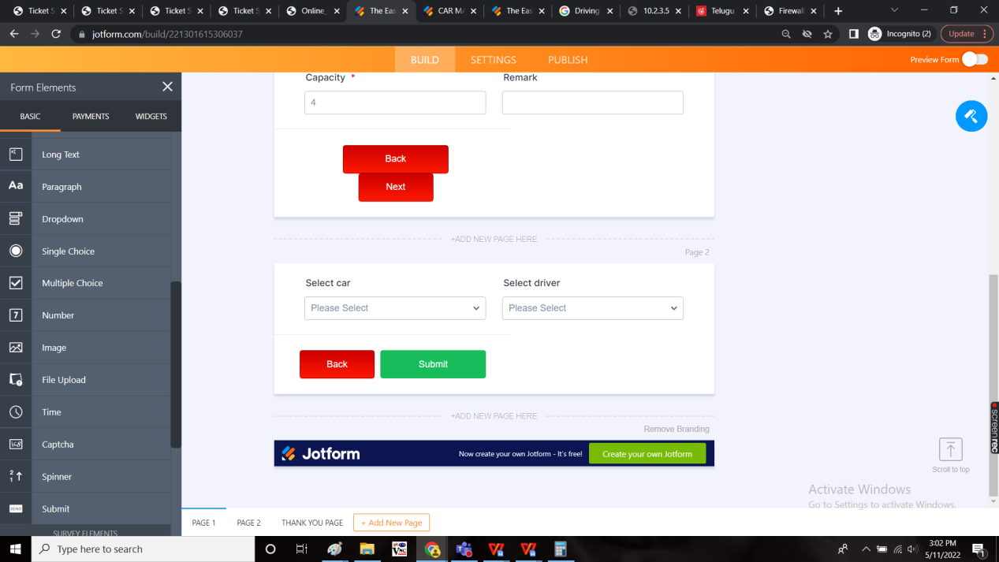 Ticket S
Ticket S
Ticket S
Ticket S
Online_
The Eas
CAR MA
The Eas
Driving
10.2.3.5
Telugu
Firewall
jotform.com/build/221301615306037
Incognito (2)
Update
BUILD
SETTINGS
PUBLISH
Preview Form
Form Elements
BASIC
PAYMENTS
WIDGETS
Long Text
Paragraph
Dropdown
Single Choice
Multiple Choice
Number
Image
File Upload
Time
Captcha
Spinner
Submit
SURVEY ELEMENTS
Capacity *
Remark
4
Back
Next
+ADD NEW PAGE HERE
Page 2
Select car
Select driver
Please Select
Please Select
Back
Submit
+ADD NEW PAGE HERE
Remove Branding
Jotform
Now create your own Jotform - It's free!
Create your own Jotform
Scroll to top
screenrec
Activate Windows
Go to Settings to activate Windows.
PAGE 1
PAGE 2
THANK YOU PAGE
+ Add New Page
Type here to search
3:02 PM
5/11/2022
1